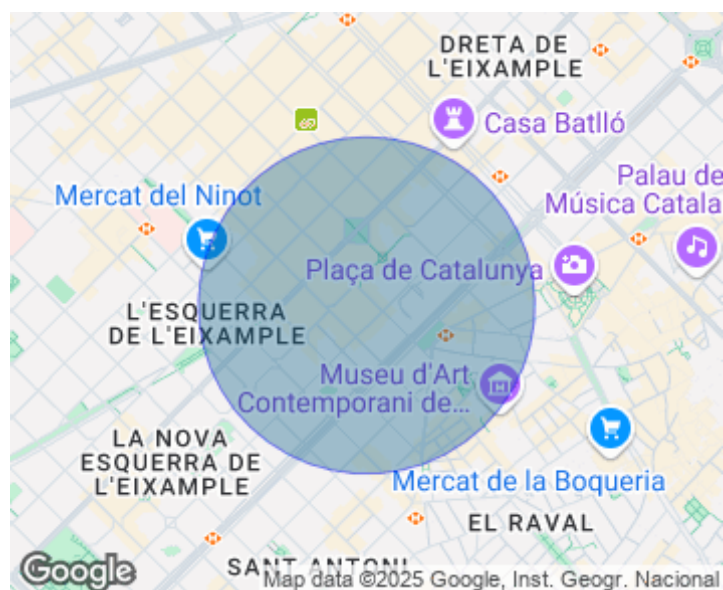 DRETA DE
L'EIXAMPLE
Casa Batlló
Palau de
Música Catala
Mercat del Ninot
Plaça de Catalunya
L'ESQUERRA
DE L'EIXAMPLE
Museu d'Art
Contemporani de...
LA NOVA
ESQUERRA DE
L'EIXAMPLE
Mercat de la Boqueria
EL RAVAL
SANT ANTONI
Google
Map data ©2025 Google, Inst. Geogr. Nacional